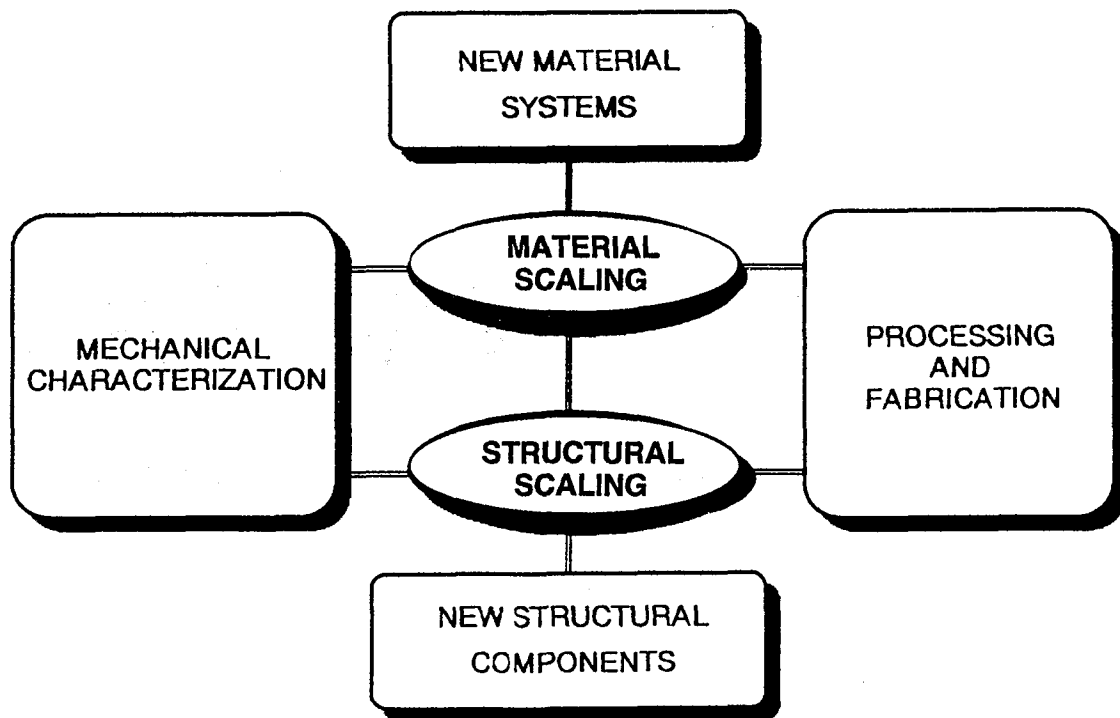 NEW MATERIAL
SYSTEMS
MATERIAL
SCALING
MECHANICAL
CHARACTERIZATION
PROCESSING
AND
FABRICATION
STRUCTURAL
SCALING
NEW STRUCTURAL
COMPONENTS